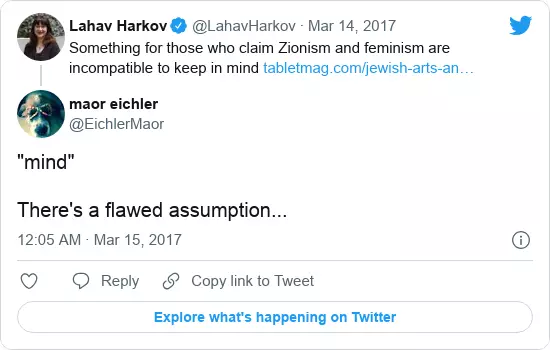 Lahav Harkov @LahavHarkov · Mar 14, 2017
Something for those who claim Zionism and feminism are
incompatible to keep in mind tabletmag.com/jewish-arts-an…
maor eichler
@EichlerMaor
"mind"
There's a flawed assumption...
12:05 AM · Mar 15, 2017
Reply Copy link to Tweet
Explore what's happening on Twitter